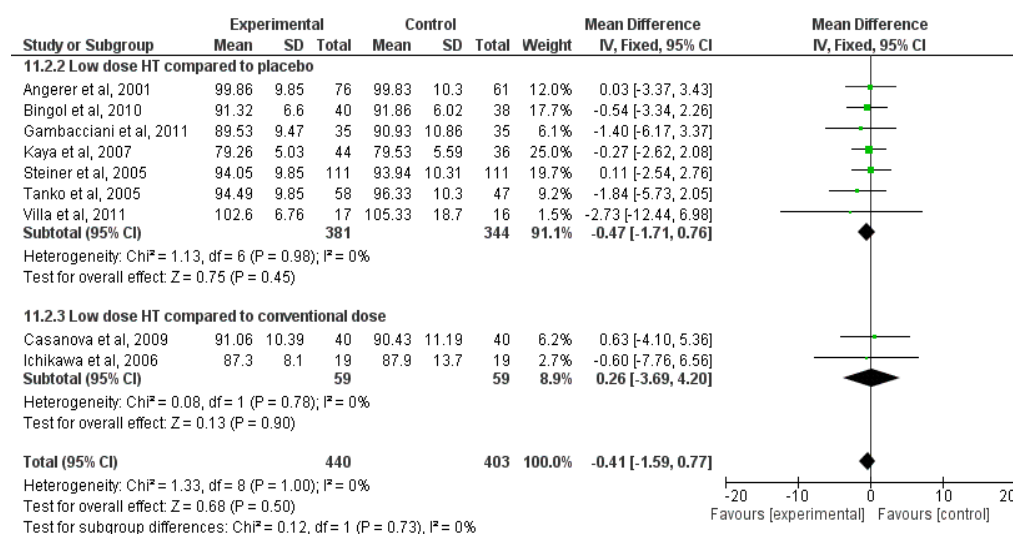 Experimental Control Mean Difference Mean Difference
Study or Subgroup Mean SD Total Mean SD Total Weight IV, Fixed, 95% CI IV, Fixed, 95% CI
11.2.2 Low dose HT compared to placebo
Angerer et al, 2001 99.86 9.85 76 99.83 10.3 61 12.0% 0.03 [-3.37, 3.43]
Bingol et al, 2010 91.32 6.6 40 91.86 6.02 38 17.7% -0.54 [-3.34, 2.26]
Gambacciani et al, 2011 89.53 9.47 35 90.93 10.86 35 6.1% -1.40 [-6.17, 3.37]
Kaya et al, 2007 79.26 5.03 44 79.53 5.59 36 25.0% -0.27 [-2.62, 2.08]
Steiner et al, 2005 94.05 9.85 111 93.94 10.31 111 19.7% 0.11 [-2.54, 2.76]
Tanko et al, 2005 94.49 9.85 58 96.33 10.3 47 9.2% -1.84 [-5.73, 2.05]
Villa et al, 2011 102.6 6.76 17 105.33 18.7 16 1.5% -2.73 [-12.44, 6.98]
Subtotal (95% CI) 381 344 91.1% -0.47 [-1.71, 0.76]
Heterogeneity: Chi² = 1.13, df = 6 (P = 0.98); I² = 0%
Test for overall effect: Z = 0.75 (P = 0.45)
11.2.3 Low dose HT compared to conventional dose
Casanova et al, 2009 91.06 10.39 40 90.43 11.19 40 6.2% 0.63 [-4.10, 5.36]
Ichikawa et al, 2006 87.3 8.1 19 87.9 13.7 19 2.7% -0.60 [-7.76, 6.56]
Subtotal (95% CI) 59 59 8.9% 0.26 [-3.69, 4.20]
Heterogeneity: Chi² = 0.08, df = 1 (P = 0.78); I² = 0%
Test for overall effect: Z = 0.13 (P = 0.90)
Total (95% CI) 440 403 100.0% -0.41 [-1.59, 0.77]
Heterogeneity: Chi² = 1.33, df = 8 (P = 1.00); I² = 0%
Test for overall effect: Z = 0.68 (P = 0.50)
Test for subgroup differences: Chi² = 0.12, df = 1 (P = 0.73), I² = 0%
-20 -10 0 10 20
Favours [experimental] Favours [control]